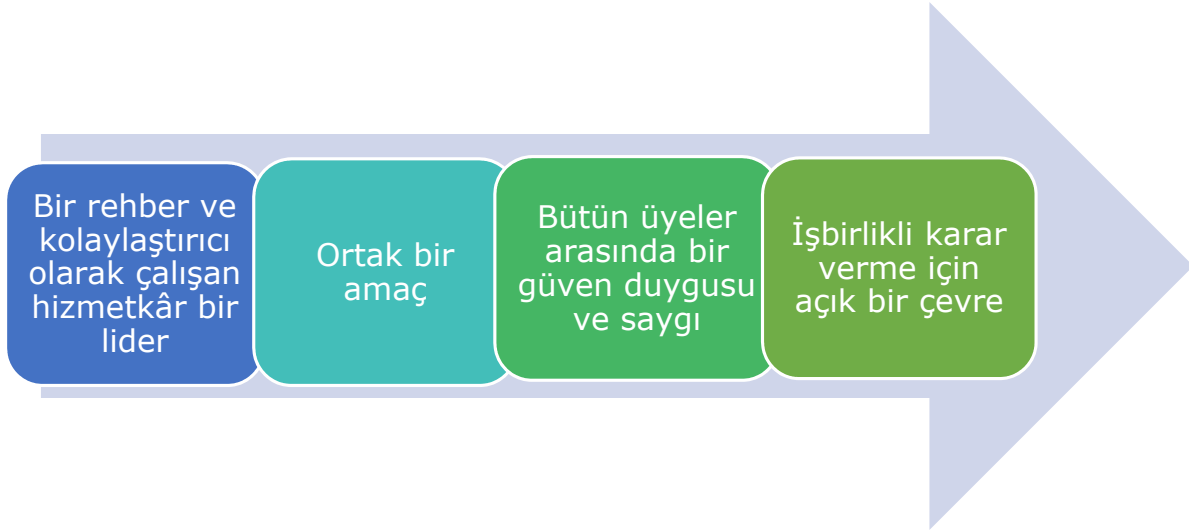 Bir rehber ve
kolaylaştırıcı
olarak çalışan
hizmetkâr bir
lider
Ortak bir
amaç
Bütün üyeler
arasında bir
güven duygusu
ve saygı
İşbirlikli karar
verme için
açık bir çevre